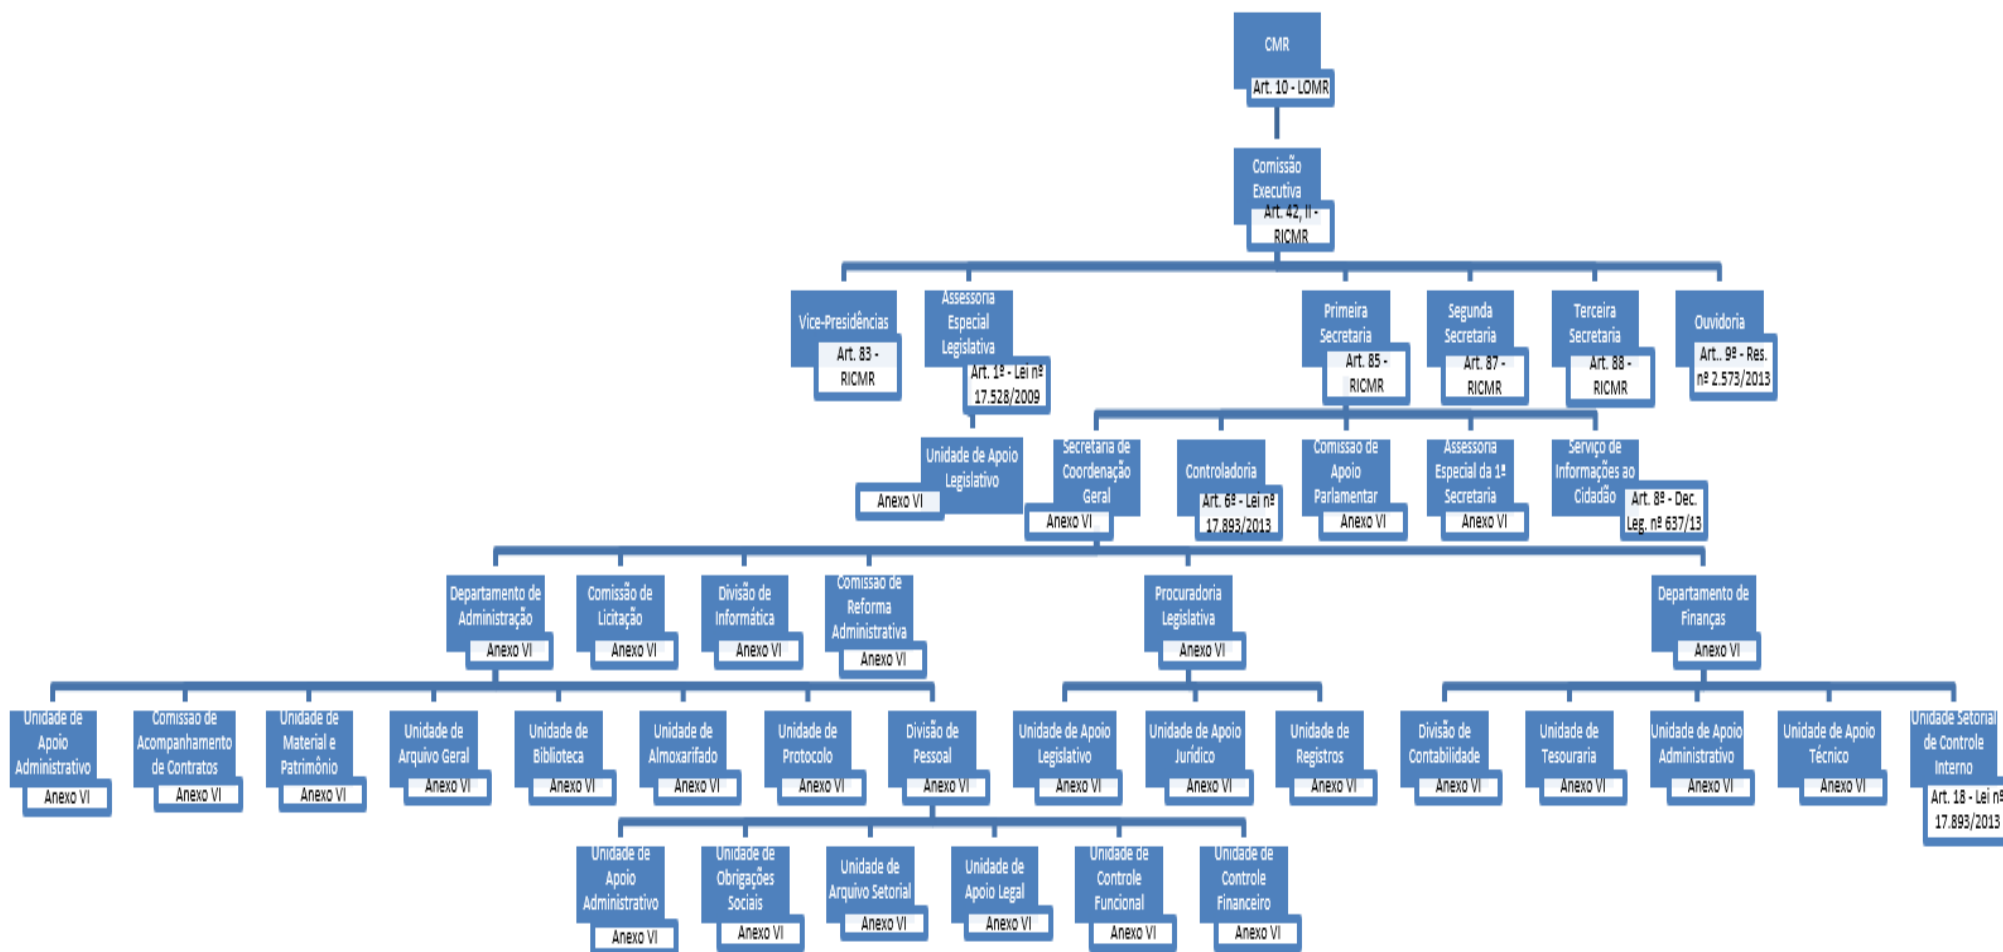 CMR
Art. 10 - LOMR
Comissão
Executiva
Art. 42, II -
RICMR
Vice-Presidências
Art. 83 -
RICMR
Assessoria
Especial
Legislativa
Art. 1º - Lei nº
17.528/2009
Primeira
Secretaria
Art. 85 -
RICMR
Segunda
Secretaria
Art. 87 -
RICMR
Terceira
Secretaria
Art. 88 -
RICMR
Ouvidoria
Art.. 9º - Res.
nº 2.573/2013
Unidade de Apoio
Legislativo
Anexo VI
Secretaria de
Coordenação
Geral
Anexo VI
Controladoria
Art. 6º - Lei nº
17.893/2013
Comissão de
Apoio
Parlamentar
Anexo VI
Assessoria
Especial da 1ª
Secretaria
Anexo VI
Serviço de
Informações ao
Cidadão
Art. 8º - Dec.
Leg. nº 637/13
Departamento de
Administração
Anexo VI
Comissão de
Licitação
Anexo VI
Divisão de
Informática
Anexo VI
Comissão de
Reforma
Administrativa
Anexo VI
Procuradoria
Legislativa
Anexo VI
Departamento de
Finanças
Anexo VI
Unidade de
Apoio
Administrativo
Anexo VI
Comissão de
Acompanhamento
de Contratos
Anexo VI
Unidade de
Material e
Patrimônio
Anexo VI
Unidade de
Arquivo Geral
Anexo VI
Unidade de
Biblioteca
Anexo VI
Unidade de
Almoxarifado
Anexo VI
Unidade de
Protocolo
Anexo VI
Divisão de
Pessoal
Anexo VI
Unidade de Apoio
Legislativo
Anexo VI
Unidade de Apoio
Jurídico
Anexo VI
Unidade de
Registros
Anexo VI
Divisão de
Contabilidade
Anexo VI
Unidade de
Tesouraria
Anexo VI
Unidade de Apoio
Administrativo
Anexo VI
Unidade de Apoio
Técnico
Anexo VI
Unidade Setorial
de Controle
Interno
Art. 18 - Lei nº
17.893/2013
Unidade de
Apoio
Administrativo
Anexo VI
Unidade de
Obrigações
Sociais
Anexo VI
Unidade de
Arquivo Setorial
Anexo VI
Unidade de
Apoio Legal
Anexo VI
Unidade de
Controle
Funcional
Anexo VI
Unidade de
Controle
Financeiro
Anexo VI